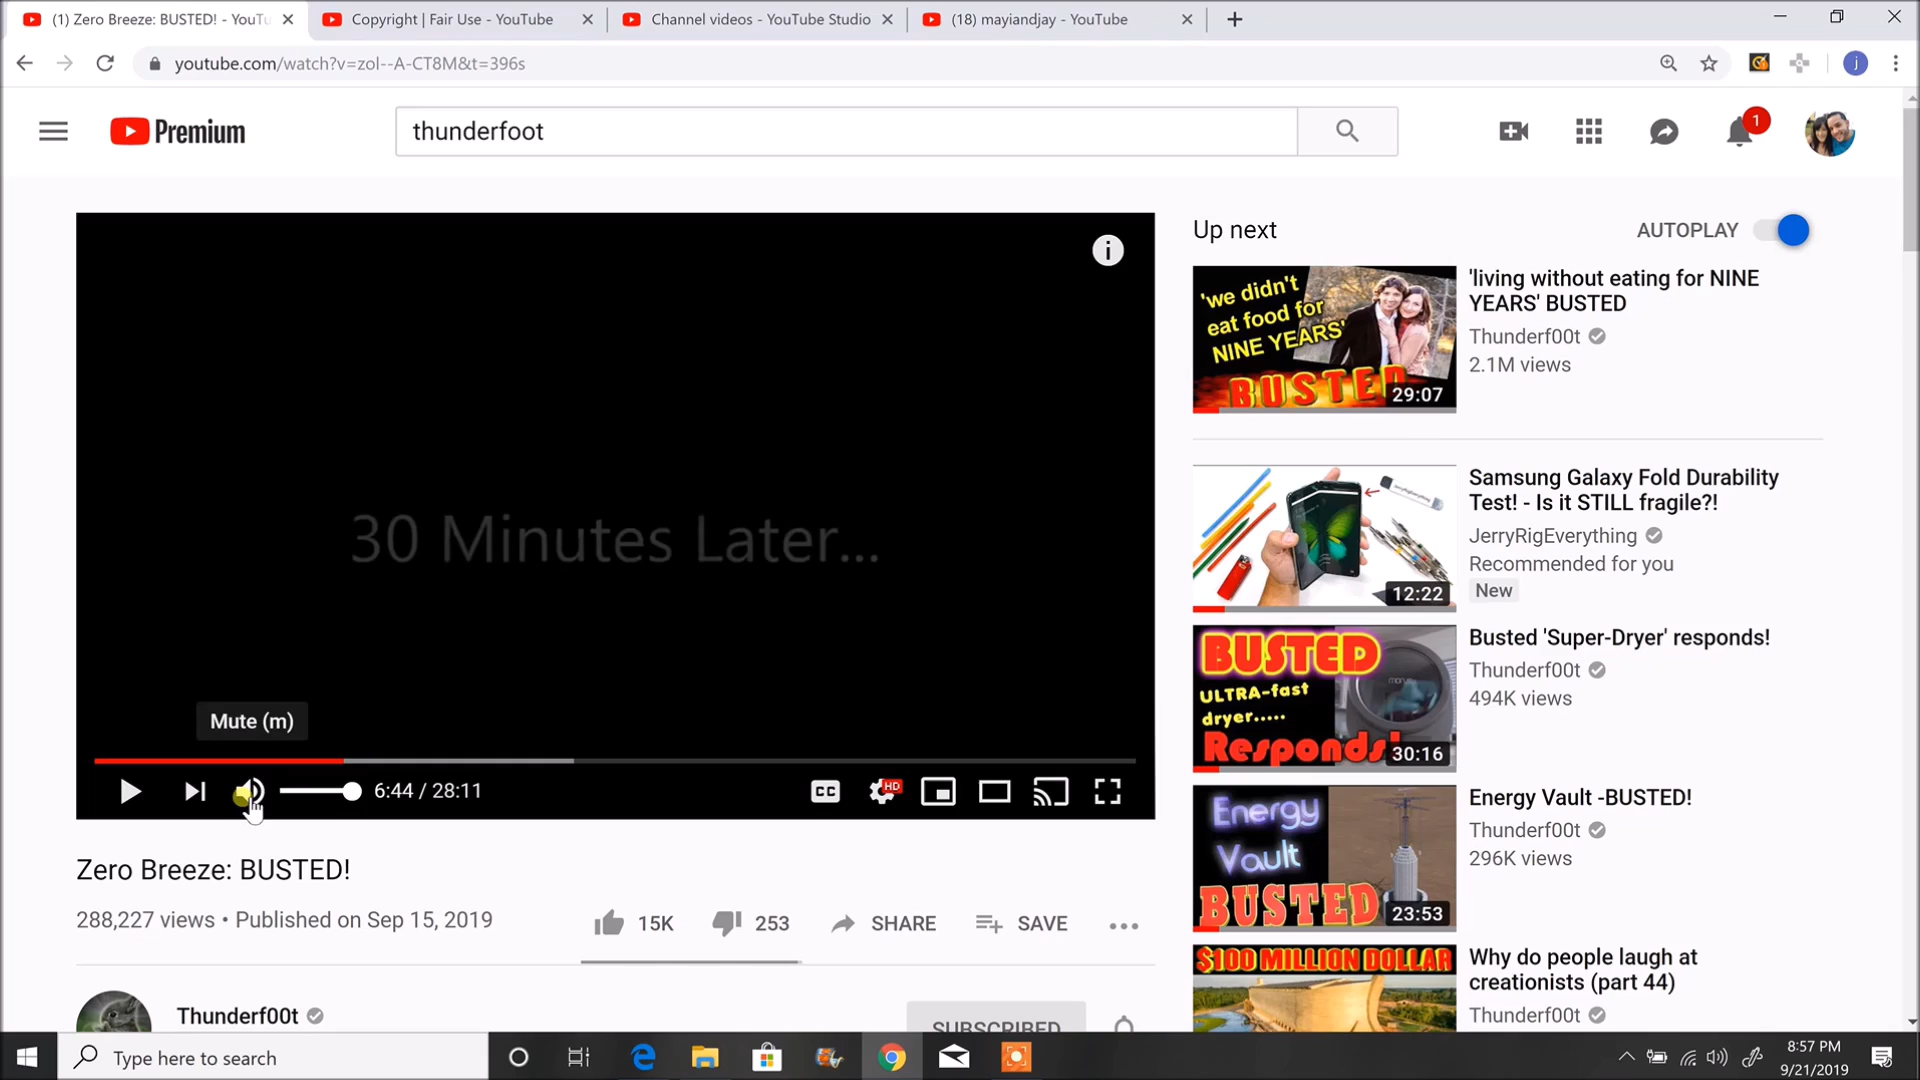 (1) Zero Breeze: BUSTED! - YouTu
Copyright | Fair Use - YouTube
Channel videos - YouTube Studio
(18) mayiandjay - YouTube
youtube.com/watch?v=zol--A-CT8M&t=396s
j
Premium
thunderfoot
1
i
30 Minutes Later...
Mute (m)
6:44 / 28:11
CC
HD
Zero Breeze: BUSTED!
288,227 views • Published on Sep 15, 2019
15K
253
SHARE
SAVE
Thunderf00t
SUBSCRIBED
Up next
AUTOPLAY
'we didn't
eat food for
NINE YEARS'
BUSTED
29:07
'living without eating for NINE
YEARS' BUSTED
Thunderf00t
2.1M views
12:22
Samsung Galaxy Fold Durability
Test! - Is it STILL fragile?!
JerryRigEverything
Recommended for you
New
BUSTED
ULTRA-fast
dryer.....
Responds!
30:16
Busted 'Super-Dryer' responds!
Thunderf00t
494K views
Energy
Vault
BUSTED
23:53
Energy Vault -BUSTED!
Thunderf00t
296K views
$100 MILLION DOLLAR
Why do people laugh at
creationists (part 44)
Thunderf00t
Type here to search
8:57 PM
9/21/2019